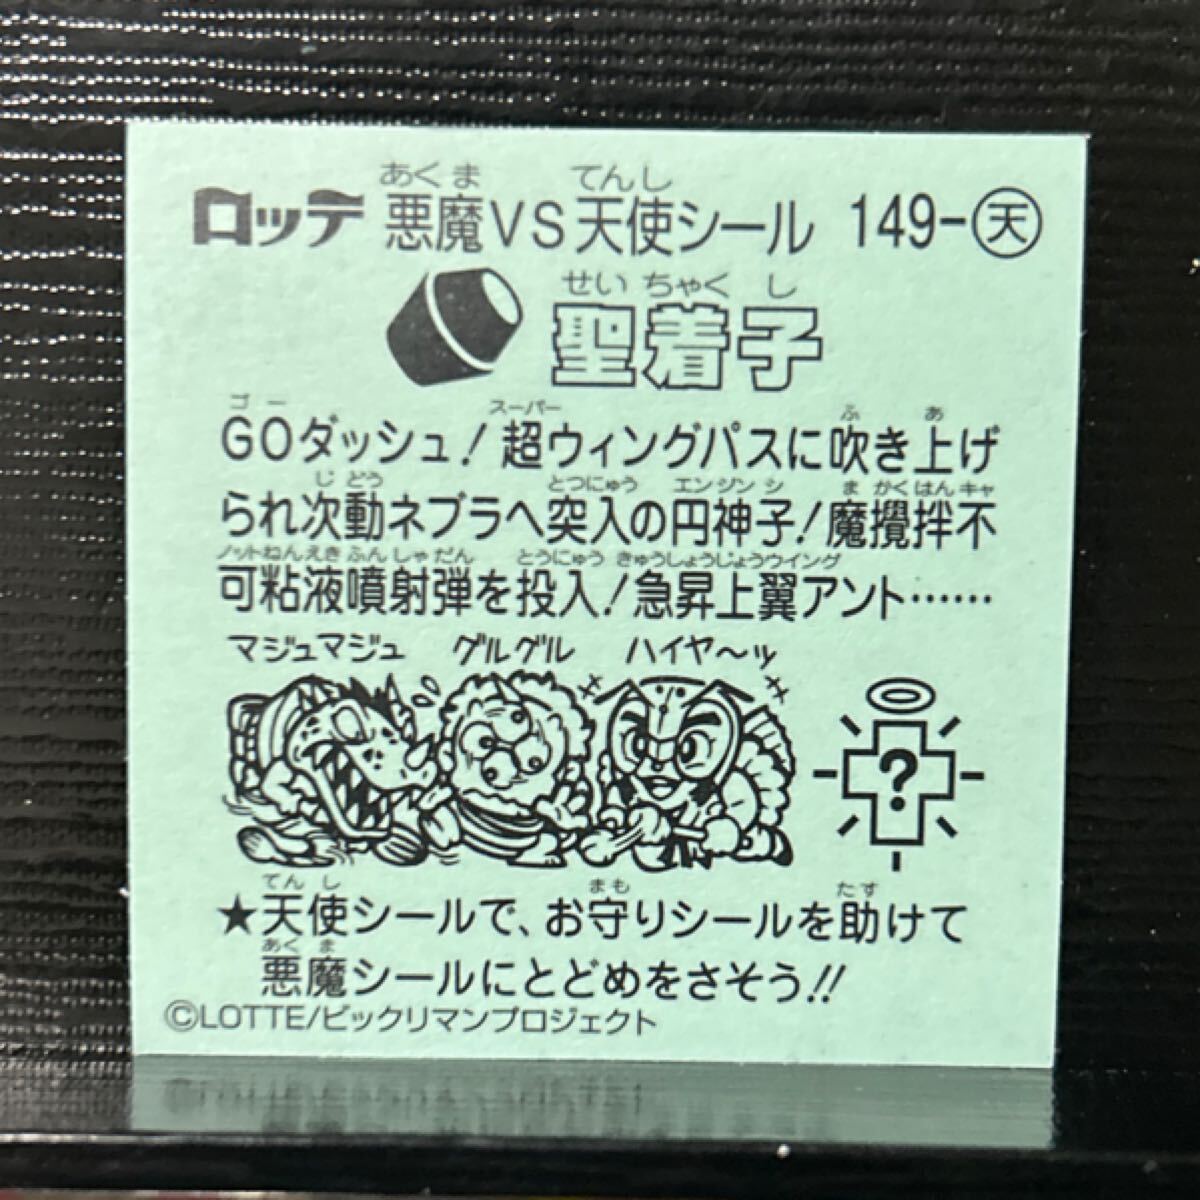 あくま てんし
ロッテ 悪魔VS天使シール 149-天
せいちゃくし
聖着子
ゴー スーパー ふ あ
GOダッシュ!超ウィングパスに吹き上げ
じどう とつにゅう エンジンシ まかくはんキャ
られ次動ネブラへ突入の円神子!魔攪拌不
ノットねんえきふんしゃだん とうにゅう きゅうしょうじょうウイング
可粘液噴射弾を投入!急昇上翼アント……
マジュマジュ グルグル ハイヤ〜ッ
?
てんし まも たす
★天使シールで、お守りシールを助けて
あくま
悪魔シールにとどめをさそう!!
©LOTTE/ビックリマンプロジェクト